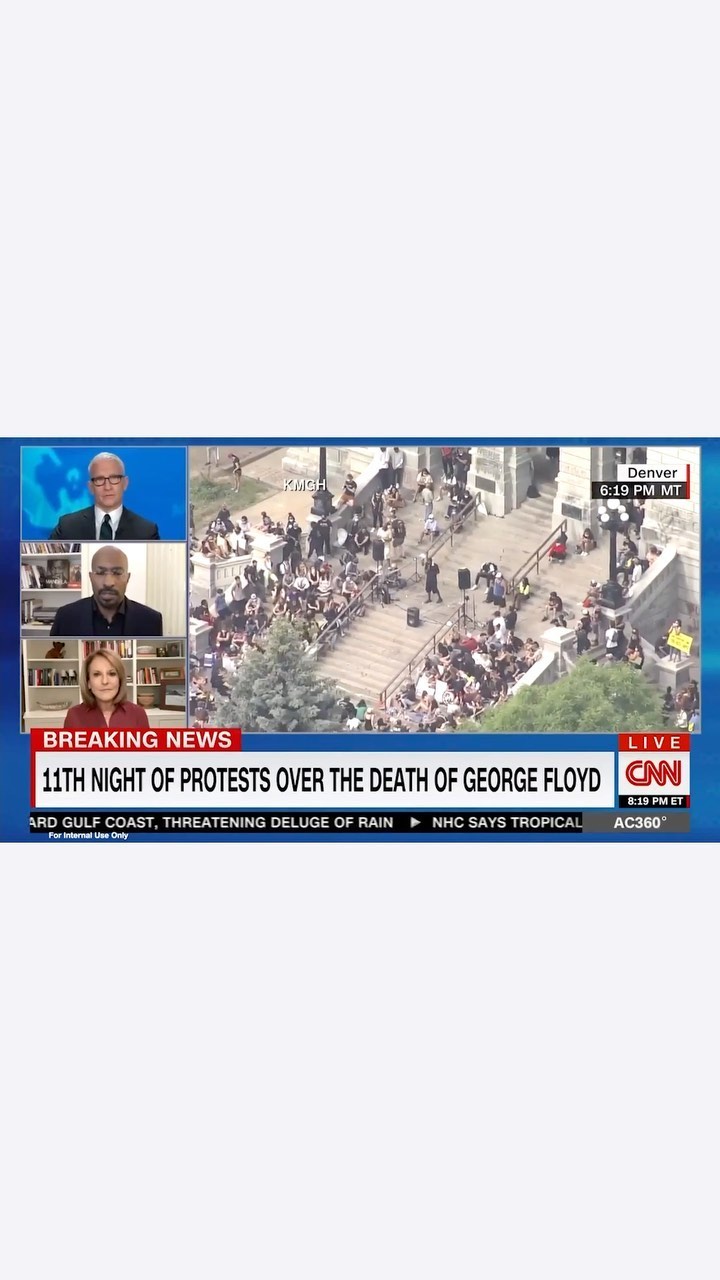 KMGH
Denver
6:19 PM MT
BREAKING NEWS
11TH NIGHT OF PROTESTS OVER THE DEATH OF GEORGE FLOYD
LIVE
CNN
8:19 PM ET
ARD GULF COAST, THREATENING DELUGE OF RAIN ▶ NHC SAYS TROPICAL
AC360°
For Internal Use Only